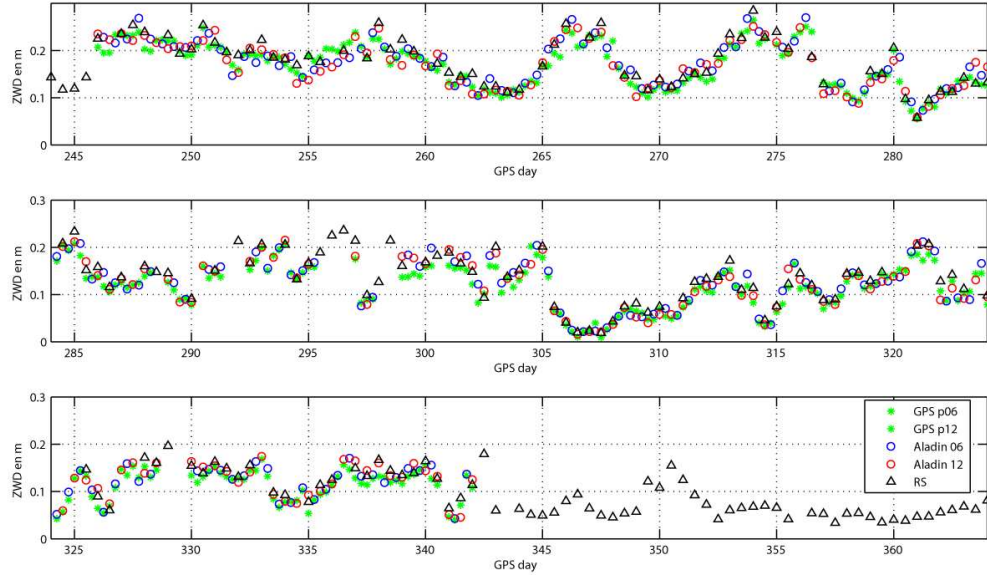 ZWD en m
0.2
0.1
0
245 250 255 260 265 270 275 280
GPS day
ZWD en m
0.3
0.2
0.1
0
285 290 295 300 305 310 315 320
GPS day
ZWD en m
0.3
0.2
0.1
0
325 330 335 340 345 350 355 360
GPS day
GPS p06
GPS p12
Aladin 06
Aladin 12
RS